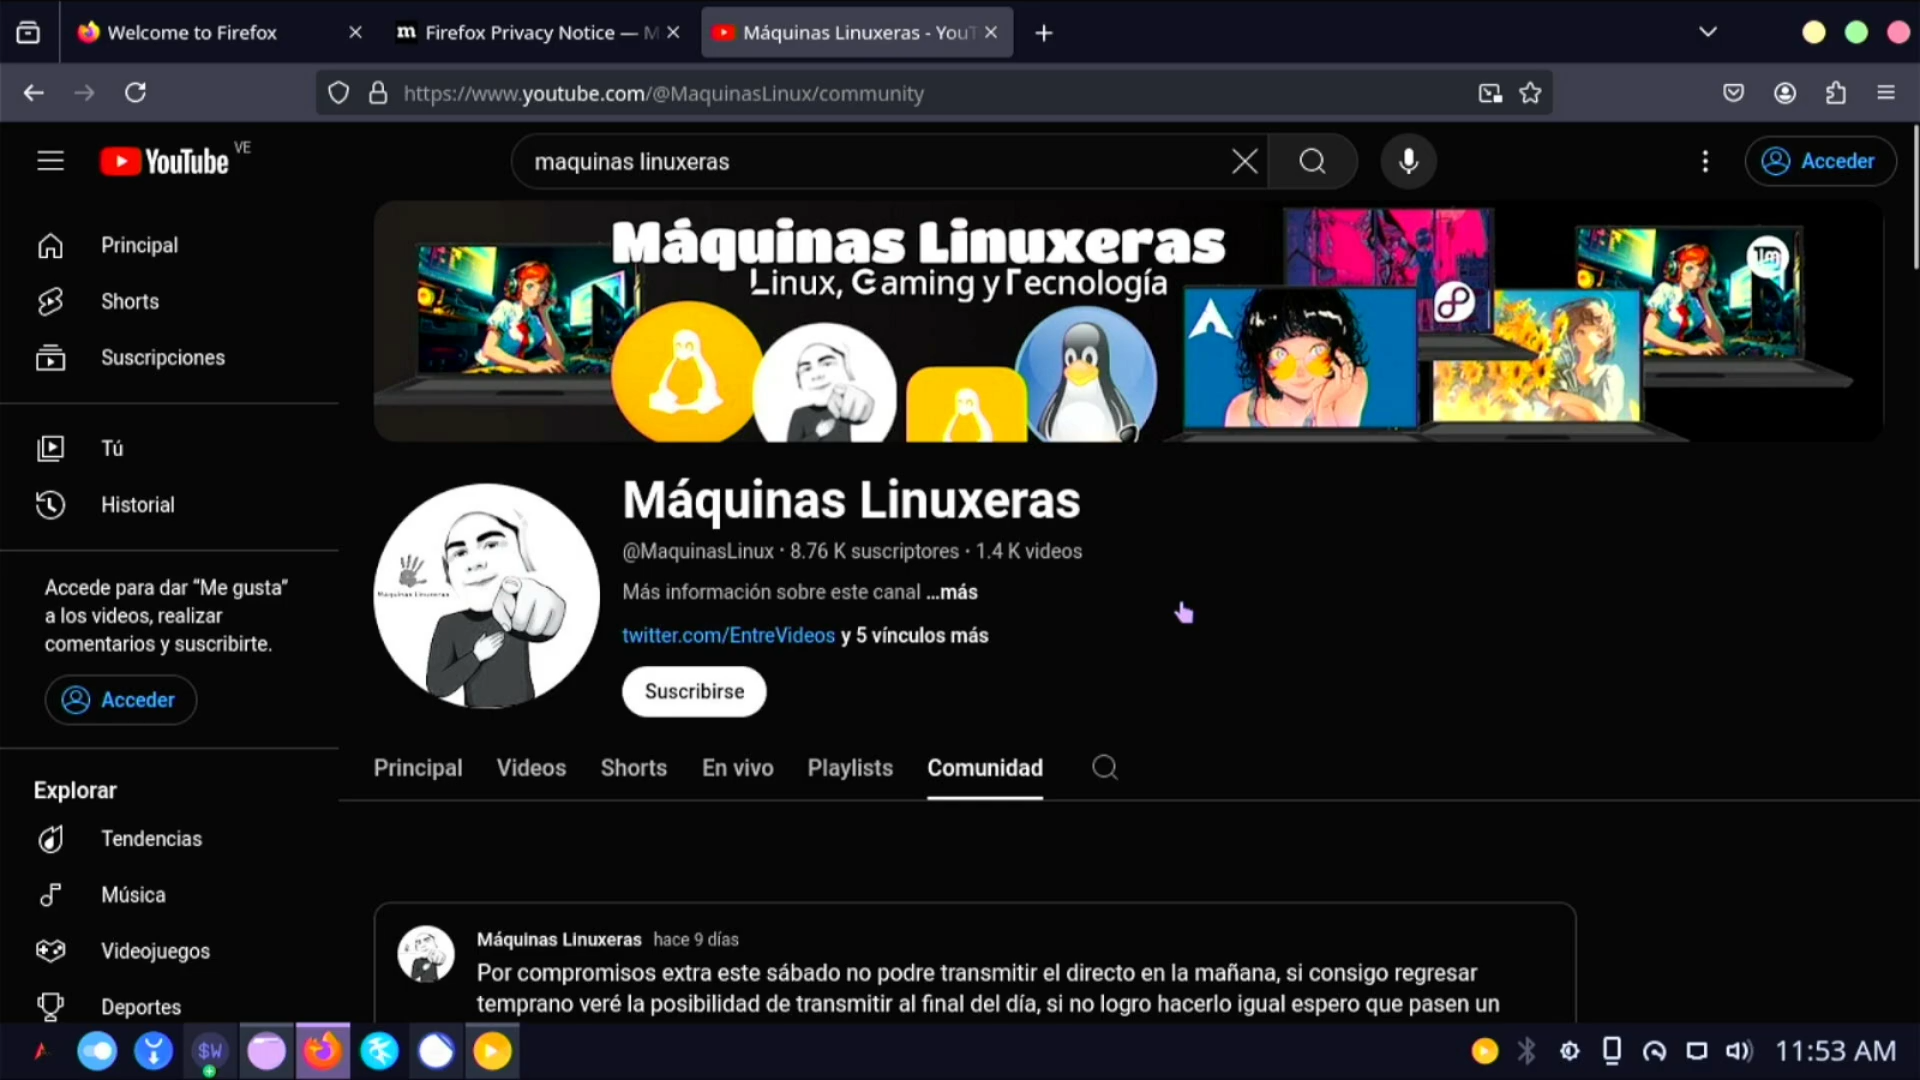 Welcome to Firefox
Firefox Privacy Notice — M
Máquinas Linuxeras - YouT
https://www.youtube.com/@MaquinasLinux/community
YouTube VE
maquinas linuxeras
Acceder
Principal
Shorts
Suscripciones
Tú
Historial
Accede para dar “Me gusta”
a los videos, realizar
comentarios y suscribirte.
Acceder
Explorar
Tendencias
Música
Videojuegos
Deportes
Máquinas Linuxeras
Linux, Gaming y Tecnología
Máquinas Linuxeras
Máquinas Linuxeras
@MaquinasLinux · 8.76 K suscriptores · 1.4 K videos
Más información sobre este canal ...más
twitter.com/EntreVideos y 5 vínculos más
Suscribirse
Principal Videos Shorts En vivo Playlists Comunidad
Máquinas Linuxeras hace 9 días
Por compromisos extra este sábado no podre transmitir el directo en la mañana, si consigo regresar
temprano veré la posibilidad de transmitir al final del día, si no logro hacerlo igual espero que pasen un
$W
11:53 AM